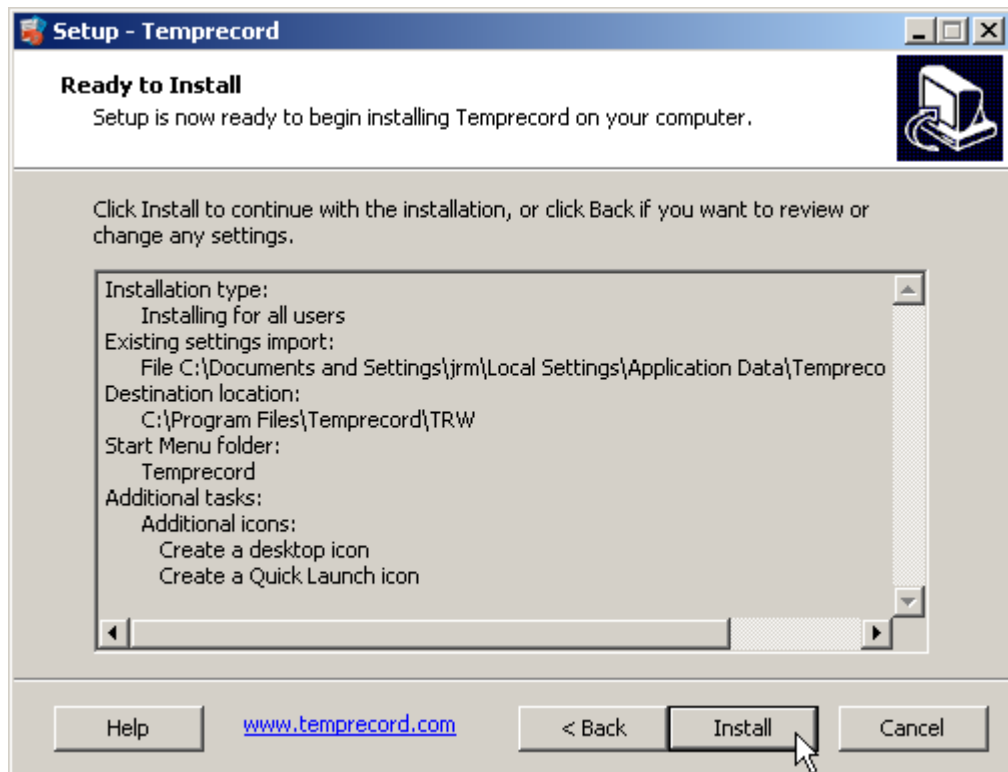 Setup - Temprecord
Ready to Install
Setup is now ready to begin installing Temprecord on your computer.
Click Install to continue with the installation, or click Back if you want to review or
change any settings.
Installation type:
Installing for all users
Existing settings import:
File C:\Documents and Settings\jrm\Local Settings\Application Data\Tempreco
Destination location:
C:\Program Files\Temprecord\TRW
Start Menu folder:
Temprecord
Additional tasks:
Additional icons:
Create a desktop icon
Create a Quick Launch icon
Help www.temprecord.com < Back Install Cancel